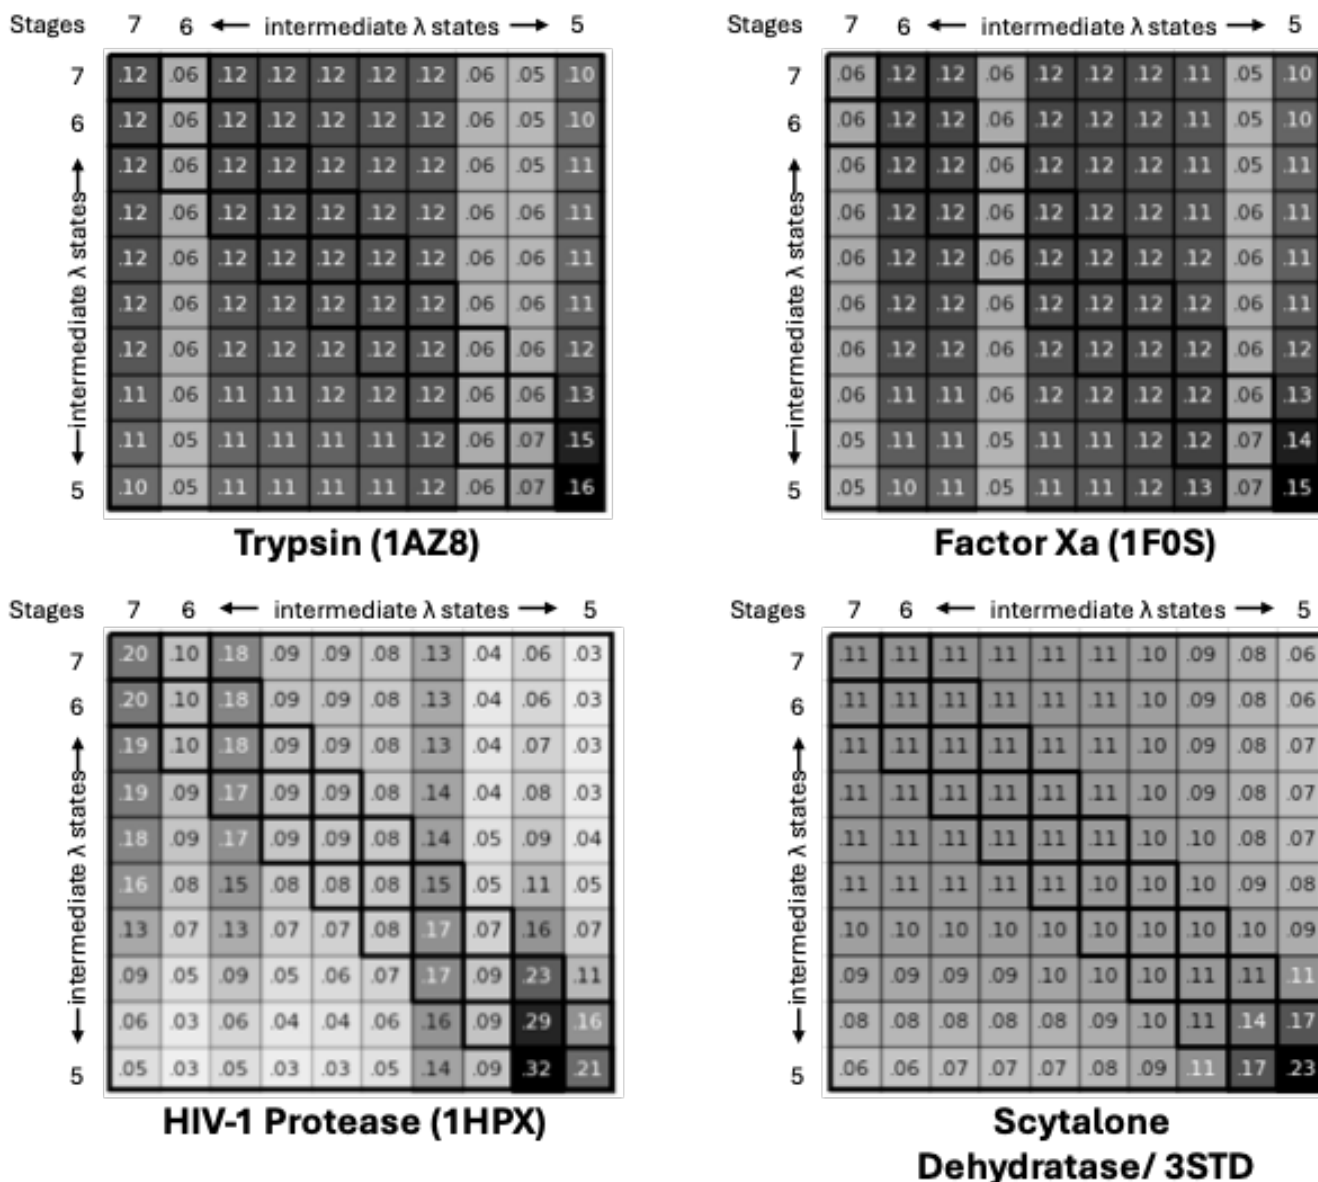 Stages 7 6 ← intermediate λ states → 5
7 .12 .06 .12 .12 .12 .12 .12 .06 .05 .10
6 .12 .06 .12 .12 .12 .12 .12 .06 .05 .10
.12 .06 .12 .12 .12 .12 .12 .06 .05 .11
.12 .06 .12 .12 .12 .12 .12 .06 .06 .11
.12 .06 .12 .12 .12 .12 .12 .06 .06 .11
.12 .06 .12 .12 .12 .12 .12 .06 .06 .11
.12 .06 .12 .12 .12 .12 .12 .06 .06 .12
.11 .06 .11 .11 .12 .12 .12 .06 .06 .13
.11 .05 .11 .11 .11 .11 .12 .06 .07 .15
5 .10 .05 .11 .11 .11 .11 .12 .06 .07 .16
←intermediate λ states→
Trypsin (1AZ8)
Stages 7 6 ← intermediate λ states → 5
7 .06 .12 .12 .06 .12 .12 .12 .11 .05 .10
6 .06 .12 .12 .06 .12 .12 .12 .11 .05 .10
.06 .12 .12 .06 .12 .12 .12 .11 .05 .11
.06 .12 .12 .06 .12 .12 .12 .12 .06 .11
.06 .12 .12 .06 .12 .12 .12 .12 .06 .11
.06 .12 .12 .06 .12 .12 .12 .12 .06 .11
.06 .12 .12 .06 .12 .12 .12 .12 .06 .12
.06 .11 .11 .06 .12 .12 .12 .12 .06 .13
.05 .11 .11 .05 .11 .11 .12 .12 .07 .14
5 .05 .10 .11 .05 .11 .11 .12 .13 .07 .15
←intermediate λ states→
Factor Xa (1F0S)
Stages 7 6 ← intermediate λ states → 5
7 .20 .10 .18 .09 .09 .08 .13 .04 .06 .03
6 .20 .10 .18 .09 .09 .08 .13 .04 .06 .03
.19 .10 .18 .09 .09 .08 .13 .04 .07 .03
.19 .09 .17 .09 .09 .08 .14 .04 .08 .03
.18 .09 .17 .09 .09 .08 .14 .05 .09 .04
.16 .08 .15 .08 .08 .08 .15 .05 .11 .05
.13 .07 .13 .07 .07 .08 .17 .07 .16 .07
.09 .05 .09 .05 .06 .07 .17 .09 .23 .11
.06 .03 .06 .04 .04 .06 .16 .09 .29 .16
5 .05 .03 .05 .03 .03 .05 .14 .09 .32 .21
←intermediate λ states→
HIV-1 Protease (1HPX)
Stages 7 6 ← intermediate λ states → 5
7 .11 .11 .11 .11 .11 .11 .10 .09 .08 .06
6 .11 .11 .11 .11 .11 .11 .10 .09 .08 .06
.11 .11 .11 .11 .11 .11 .10 .09 .08 .07
.11 .11 .11 .11 .11 .11 .10 .09 .08 .07
.11 .11 .11 .11 .11 .11 .10 .10 .08 .07
.11 .11 .11 .11 .11 .10 .10 .10 .09 .08
.10 .10 .10 .10 .10 .10 .10 .10 .10 .09
.09 .09 .09 .09 .10 .10 .10 .11 .11 .11
.08 .08 .08 .08 .08 .09 .10 .11 .14 .17
5 .06 .06 .07 .07 .07 .08 .09 .11 .17 .23
←intermediate λ states→
Scytalone
Dehydratase/ 3STD